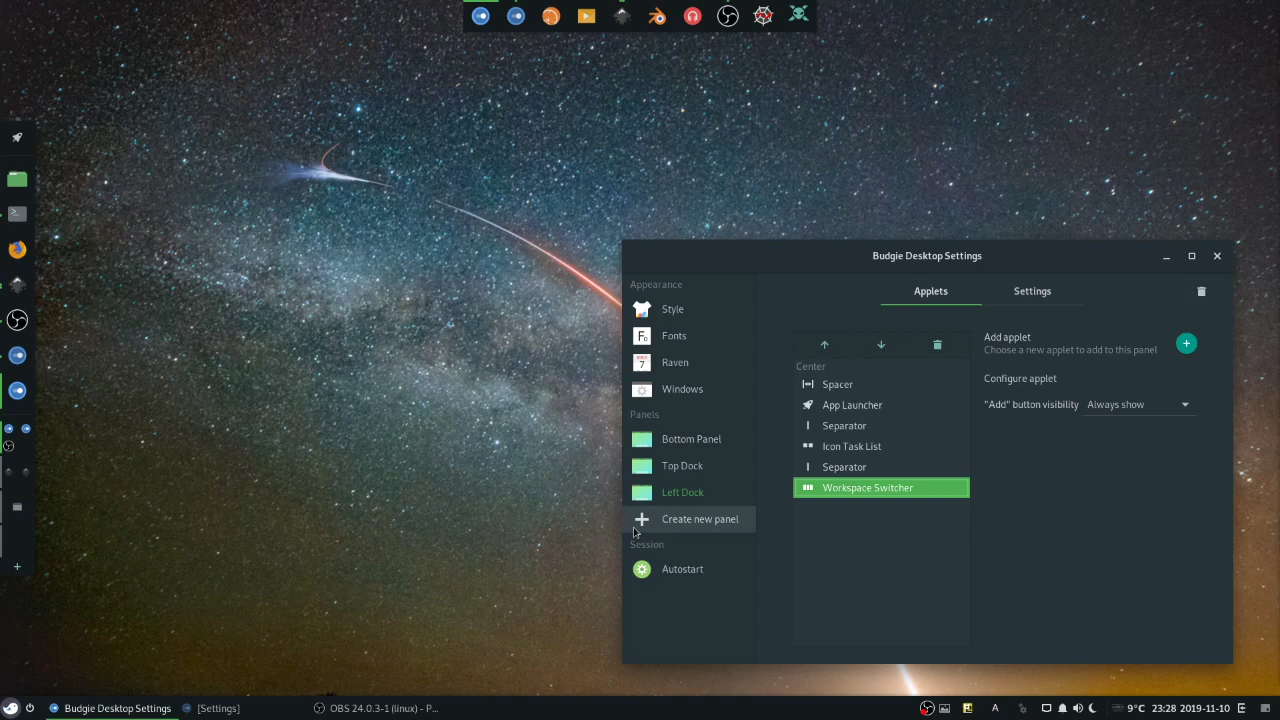 Budgie Desktop Settings
Appearance
Style
Fonts
Raven
Windows
Panels
Bottom Panel
Top Dock
Left Dock
Create new panel
Session
Autostart
Applets
Settings
Center
Spacer
App Launcher
Separator
Icon Task List
Separator
Workspace Switcher
Add applet
Choose a new applet to add to this panel
Configure applet
"Add" button visibility Always show
Budgie Desktop Settings
[Settings]
OBS 24.0.3-1 (linux) - P...
A
9°C 23:28 2019-11-10